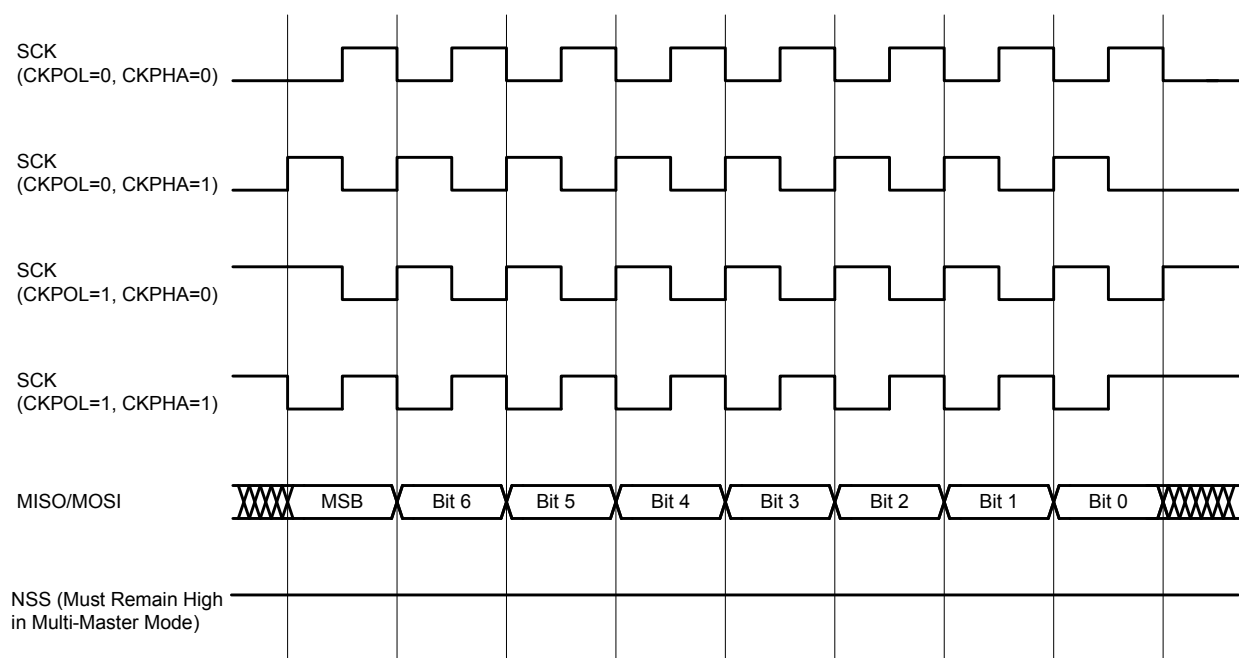 SCK
(CKPOL=0, CKPHA=0)
SCK
(CKPOL=0, CKPHA=1)
SCK
(CKPOL=1, CKPHA=0)
SCK
(CKPOL=1, CKPHA=1)
MISO/MOSI MSB Bit 6 Bit 5 Bit 4 Bit 3 Bit 2 Bit 1 Bit 0
NSS (Must Remain High
in Multi-Master Mode)